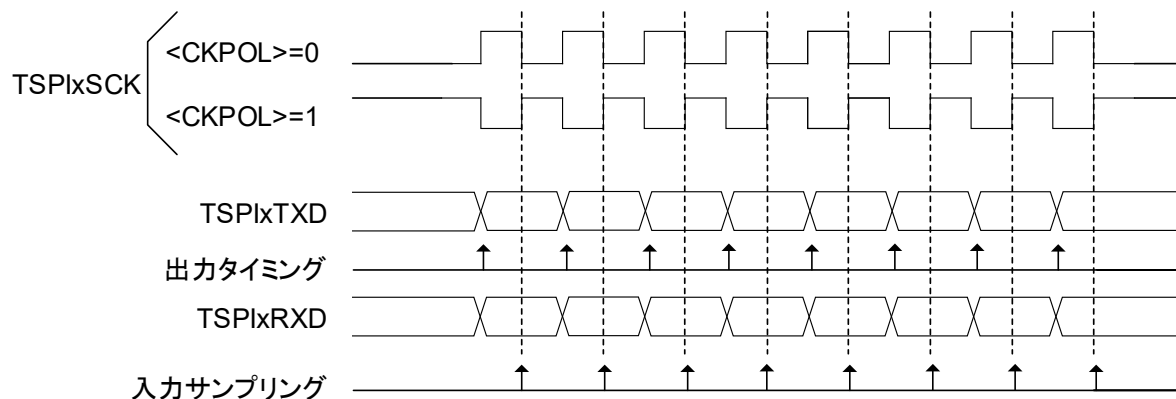 <CKPOL>=0
TSPIxSCK
<CKPOL>=1
TSPIxTXD
出力タイミング
TSPIxRXD
入力サンプリング